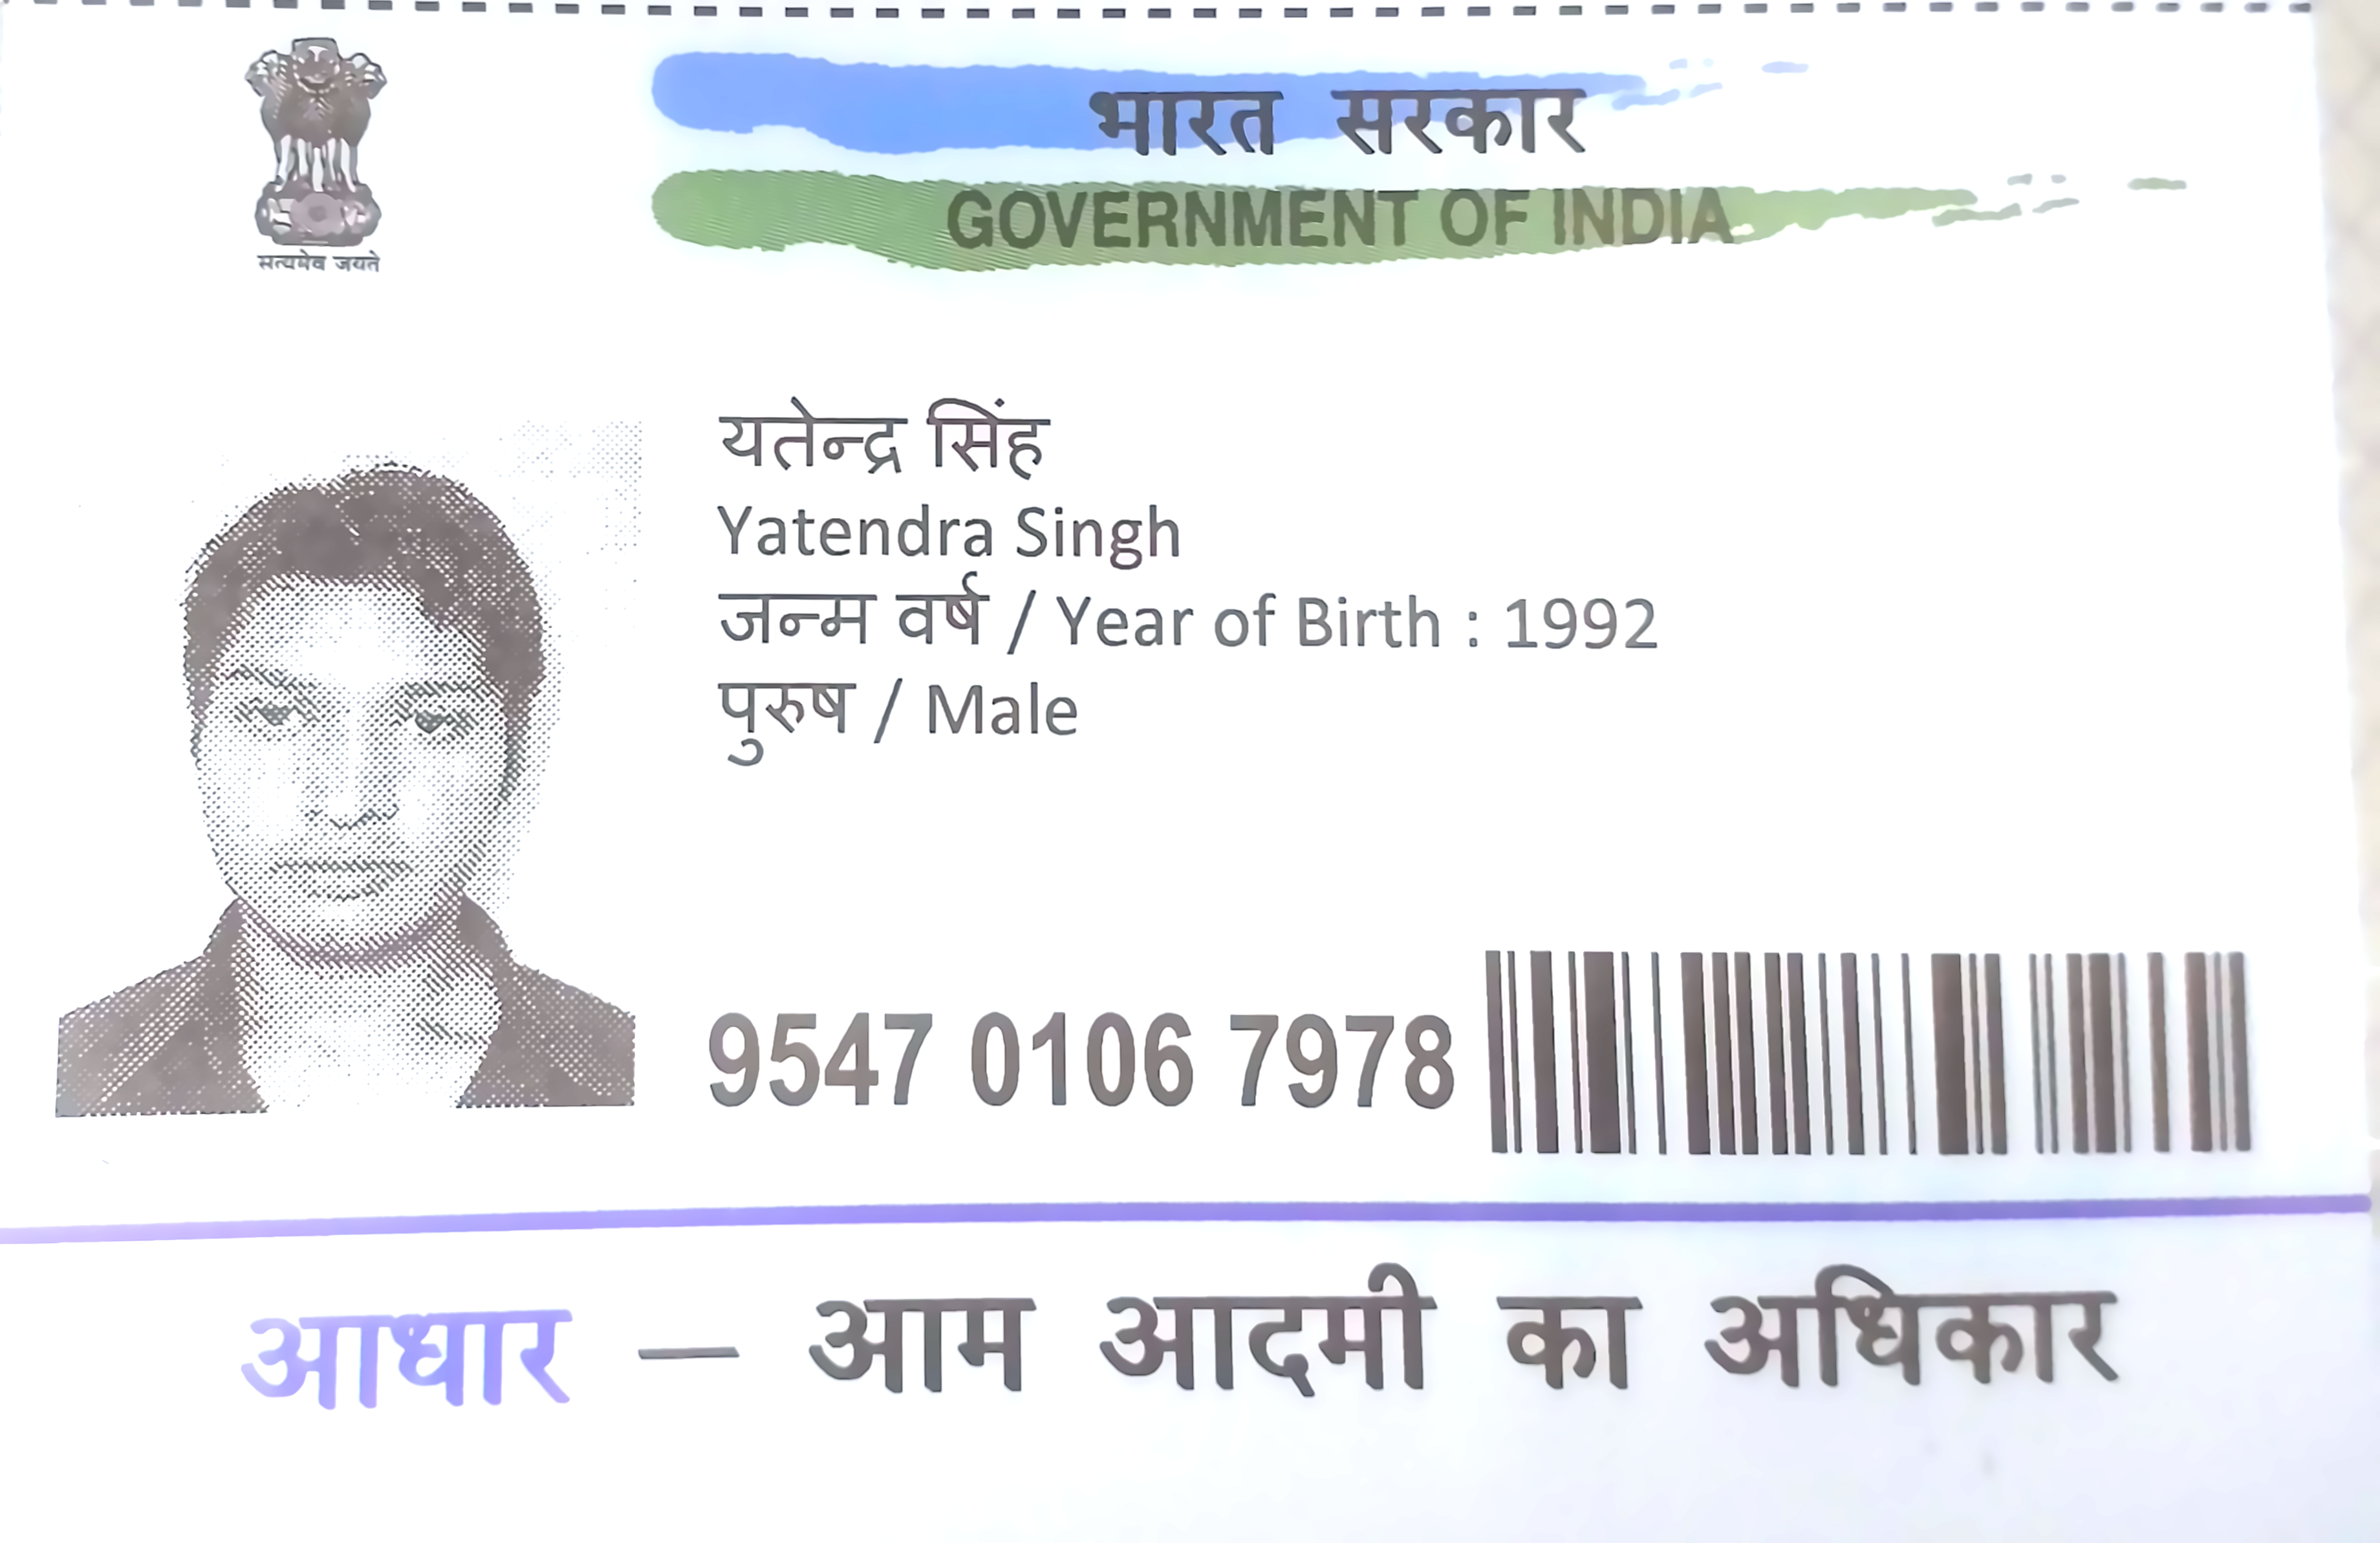 भारत सरकार
GOVERNMENT OF INDIA
सत्यमेव जयते
यतेन्द्र सिंह
Yatendra Singh
जन्म वर्ष / Year of Birth : 1992
पुरुष / Male
9547 0106 7978
आधार — आम आदमी का अधिकार